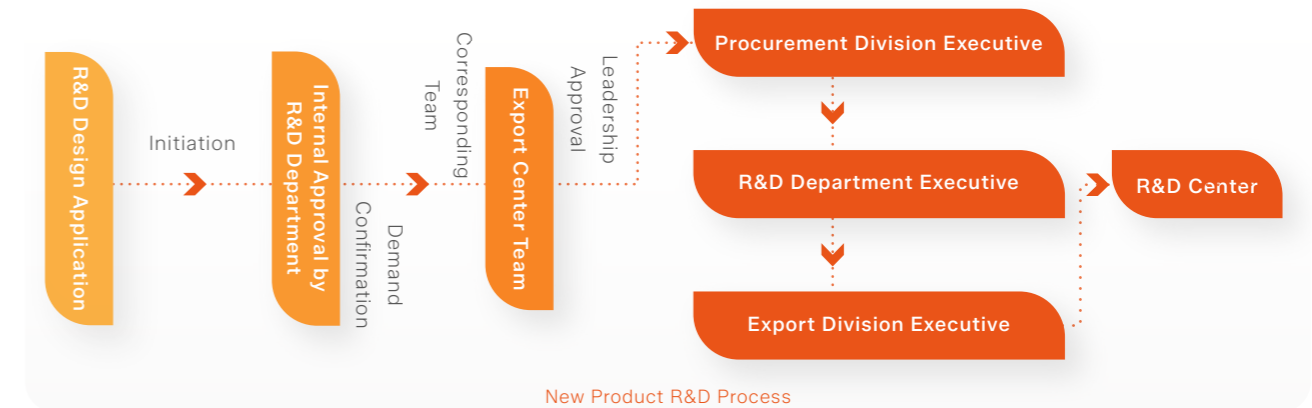 R&D Design Application
Initiation
Internal Approval by
R&D Department
Corresponding
Team
Demand
Confirmation
Export Center Team
Leadership
Approval
Procurement Division Executive
R&D Department Executive
Export Division Executive
R&D Center
New Product R&D Process